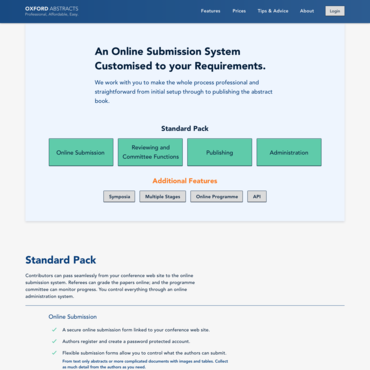 OXFORD ABSTRACTS
Professional. Affordable. Easy.
Features Prices Tips & Advice About Login
An Online Submission System
Customised to your Requirements.
We work with you to make the whole process professional and
straightforward from initial setup through to publishing the abstract
book.
Standard Pack
Online Submission
Reviewing and
Committee Functions
Publishing
Administration
Additional Features
Symposia Multiple Stages Online Programme API
Standard Pack
Contributors can pass seamlessly from your conference web site to the online
submission system. Referees can grade the papers online, and the programme
committee can monitor progress. You control everything through an online
administration system.
Online Submission
✓ A secure online submission form linked to your conference web site.
✓ Authors register and create a password protected account.
✓ Flexible submission forms allow you to control what the authors can submit.
From text only abstracts or more complicated documents with images and tables. Collect
as much detail from the authors as you need.